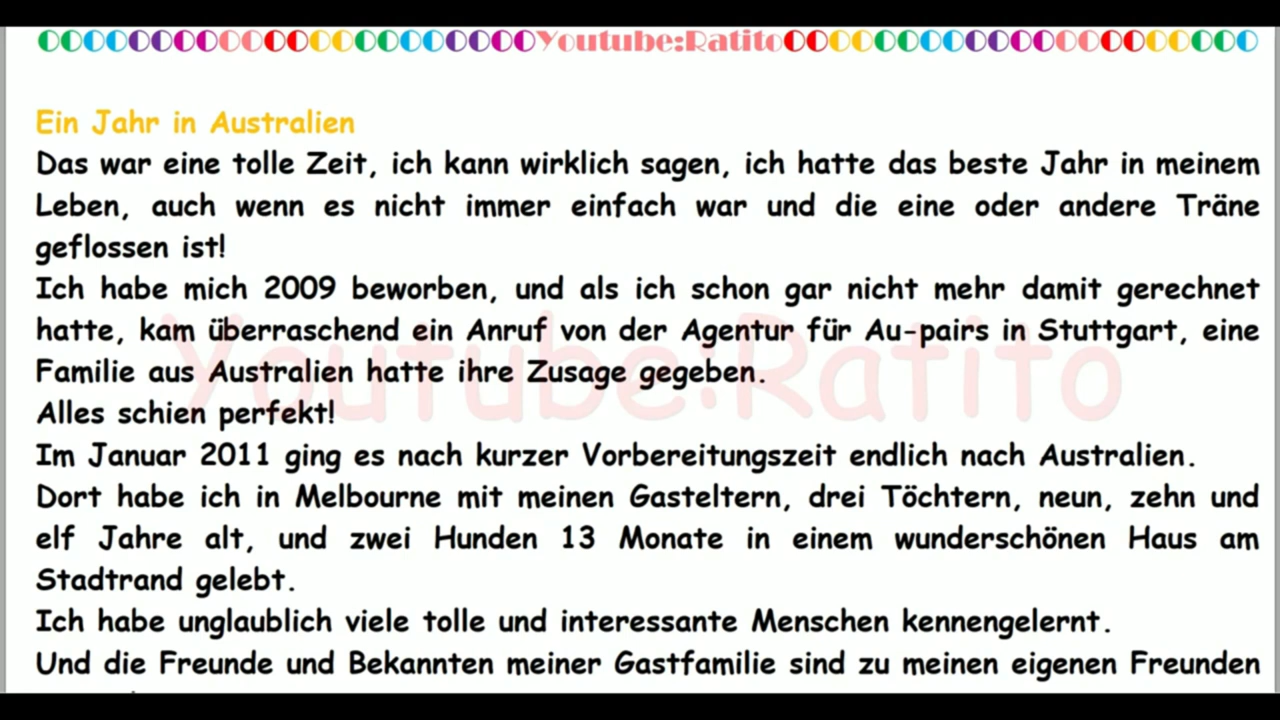 Youtube:Ratito
Ein Jahr in Australien
Das war eine tolle Zeit, ich kann wirklich sagen, ich hatte das beste Jahr in meinem
Leben, auch wenn es nicht immer einfach war und die eine oder andere Träne
geflossen ist!
Ich habe mich 2009 beworben, und als ich schon gar nicht mehr damit gerechnet
hatte, kam überraschend ein Anruf von der Agentur für Au-pairs in Stuttgart, eine
Familie aus Australien hatte ihre Zusage gegeben.
Youtube:Ratito
Alles schien perfekt!
Im Januar 2011 ging es nach kurzer Vorbereitungszeit endlich nach Australien.
Dort habe ich in Melbourne mit meinen Gasteltern, drei Töchtern, neun, zehn und
elf Jahre alt, und zwei Hunden 13 Monate in einem wunderschönen Haus am
Stadtrand gelebt.
Ich habe unglaublich viele tolle und interessante Menschen kennengelernt.
Und die Freunde und Bekannten meiner Gastfamilie sind zu meinen eigenen Freunden